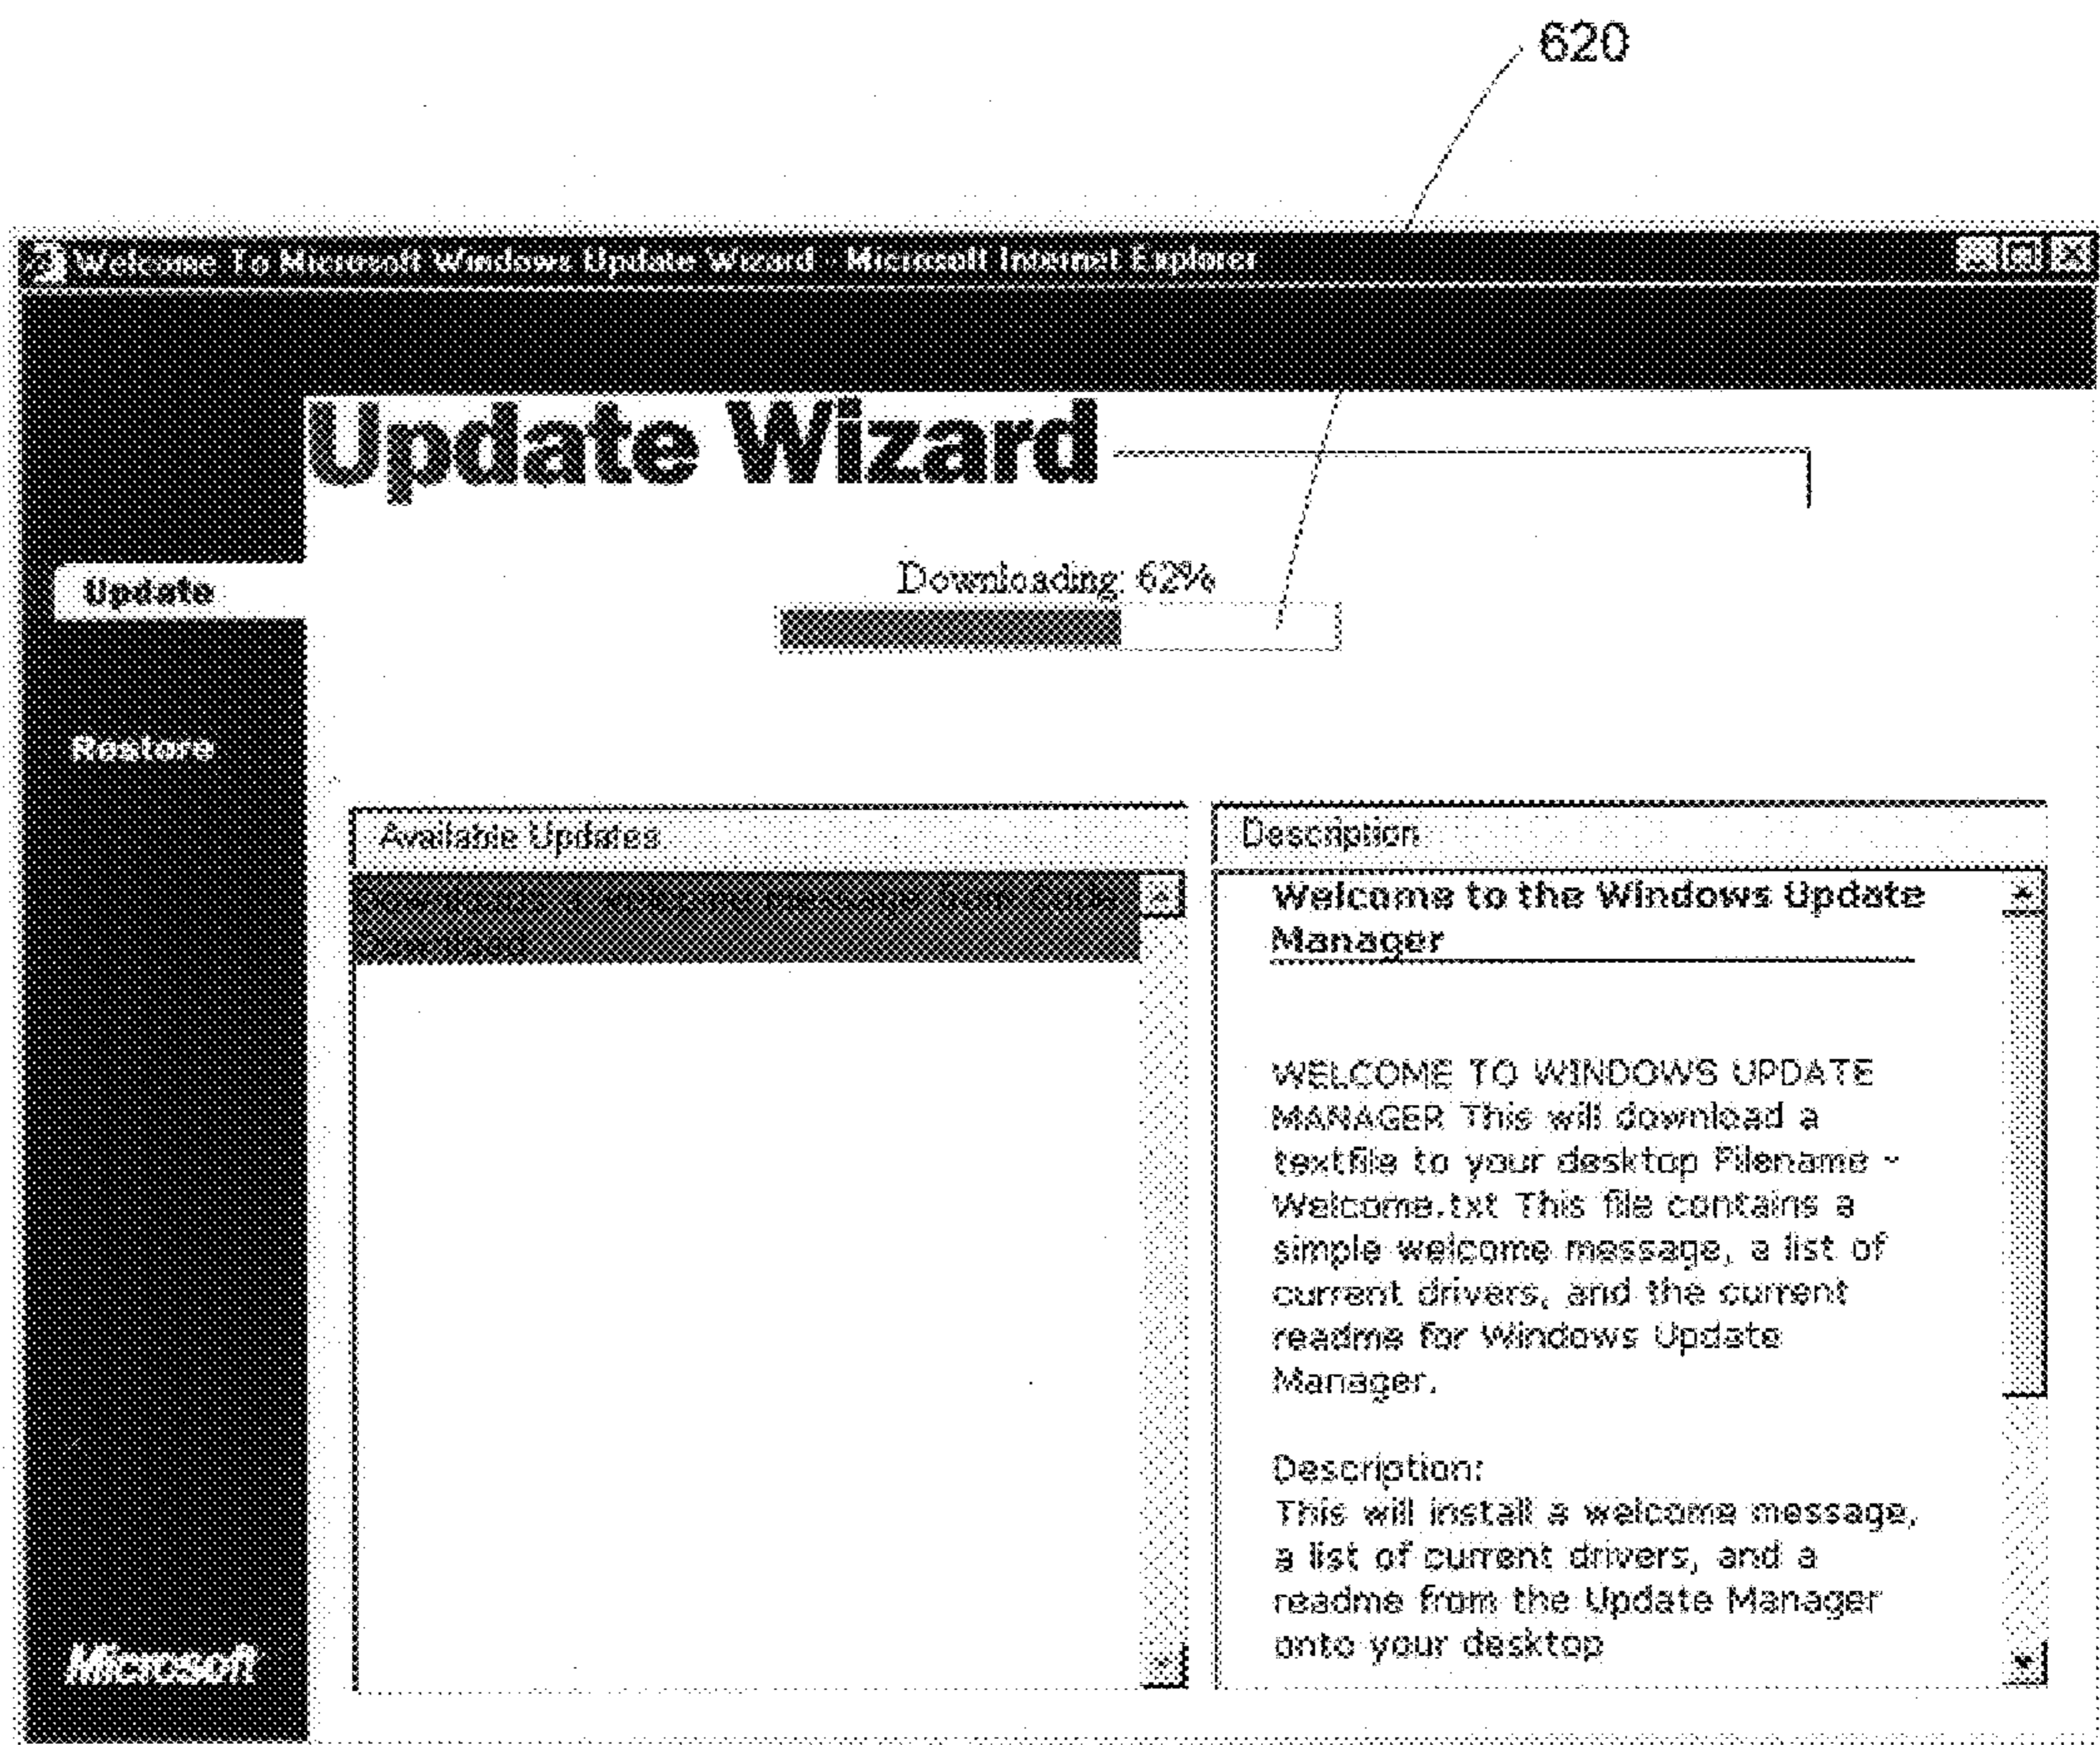 620
Welcome To Microsoft Windows Update Wizard - Microsoft Internet Explorer
Update Wizard
Downloading: 62%
Update
Restore
Available Updates
welcome message from
Download
Description
Welcome to the Windows Update
Manager
WELCOME TO WINDOWS UPDATE
MANAGER This will download a
textfile to your desktop Filename -
Welcome.txt This file contains a
simple welcome message, a list of
current drivers, and the current
readme for Windows Update
Manager.
Description:
This will install a welcome message,
a list of current drivers, and a
readme from the Update Manager
onto your desktop
Microsoft